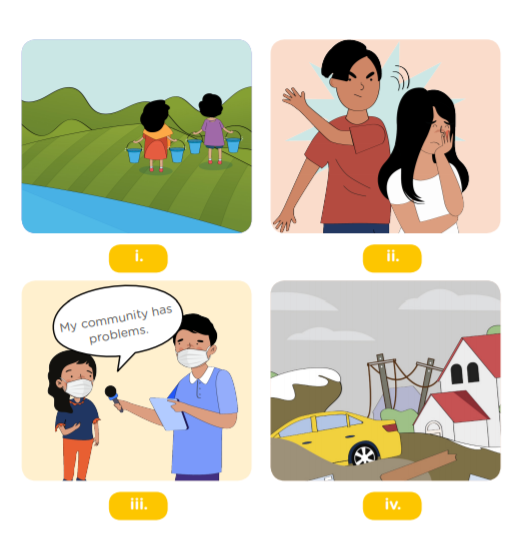 i.
ii.
My community has
problems.
iii.
iv.